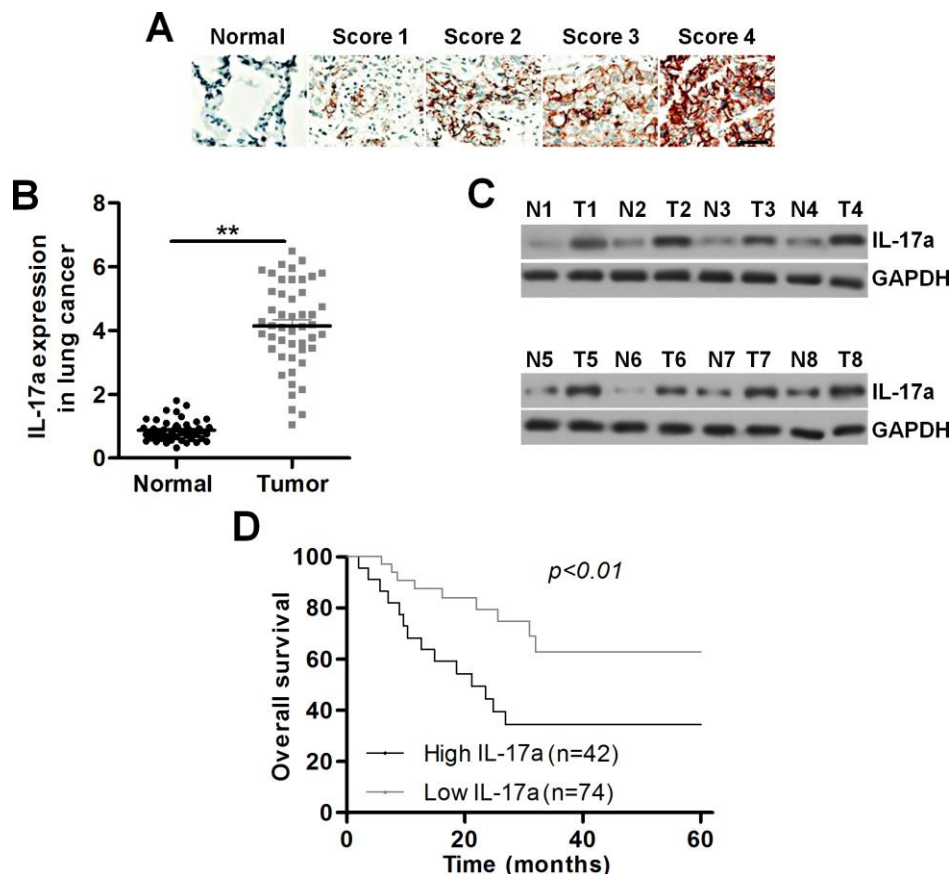 A
Normal Score 1 Score 2 Score 3 Score 4
B
IL-17a expression
in lung cancer
8
6
4
2
0
**
Normal Tumor
C
N1 T1 N2 T2 N3 T3 N4 T4
IL-17a
GAPDH
N5 T5 N6 T6 N7 T7 N8 T8
IL-17a
GAPDH
D
Overall survival
100
80
60
40
20
0
p<0.01
High IL-17a (n=42)
Low IL-17a (n=74)
0 20 40 60
Time (months)